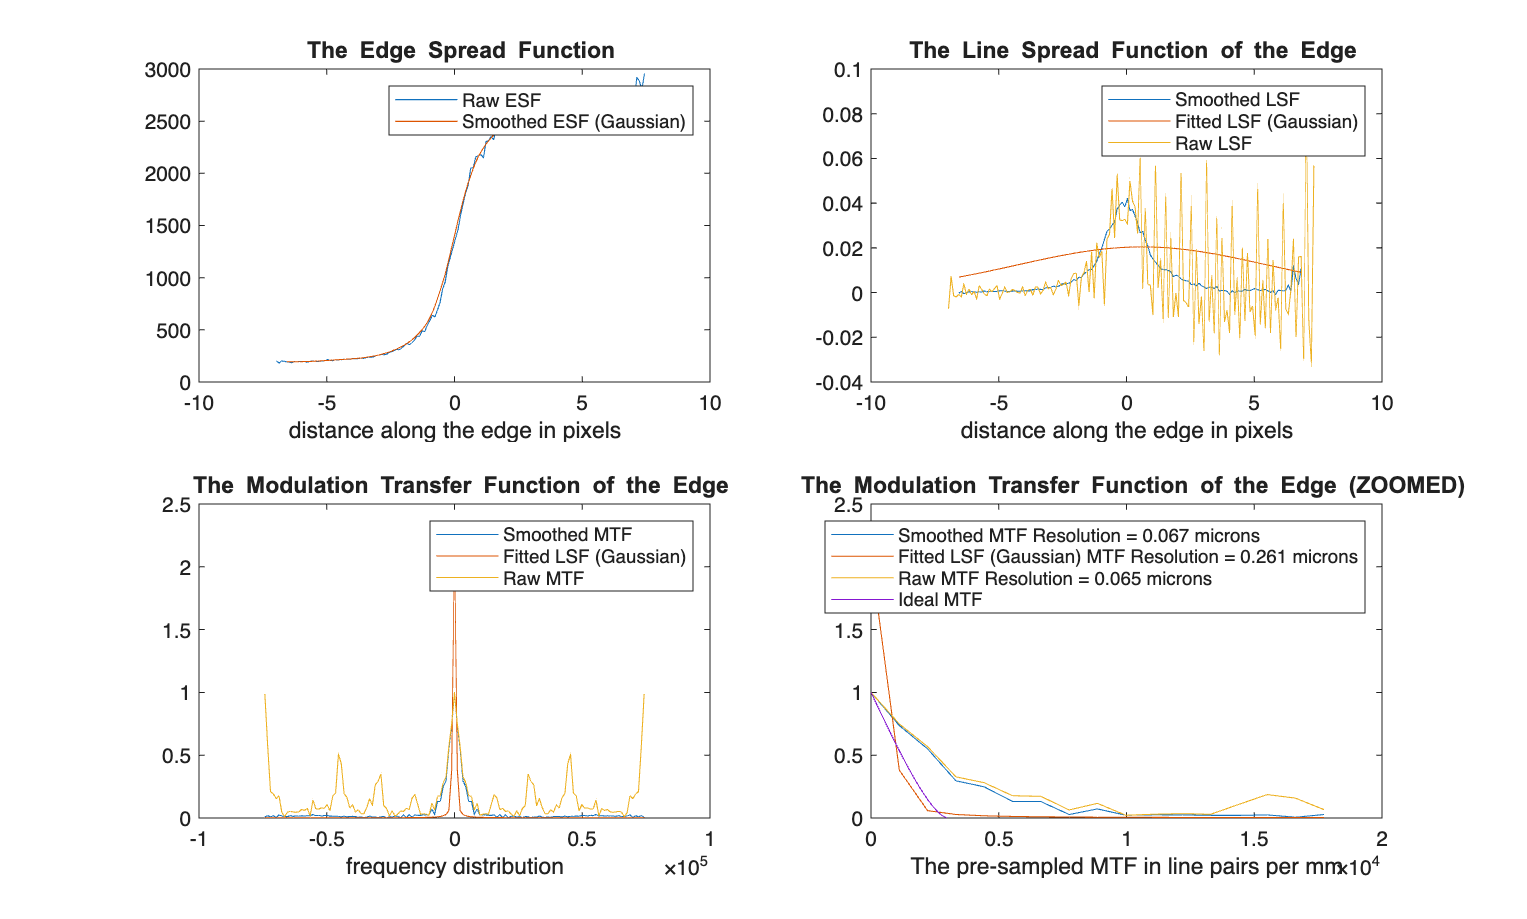 The Edge Spread Function
3000
2500
2000
1500
1000
500
0
Raw ESF
Smoothed ESF (Gaussian)
-10
-5
0
5
10
distance along the edge in pixels
The Line Spread Function of the Edge
0.1
0.08
0.06
0.04
0.02
0
-0.02
-0.04
Smoothed LSF
Fitted LSF (Gaussian)
Raw LSF
-10
-5
0
5
10
distance along the edge in pixels
The Modulation Transfer Function of the Edge
2.5
2
1.5
1
0.5
0
Smoothed MTF
Fitted LSF (Gaussian)
Raw MTF
-1
-0.5
0
0.5
1
frequency distribution
×10⁵
The Modulation Transfer Function of the Edge (ZOOMED)
2.5
1.5
1
0.5
0
Smoothed MTF Resolution = 0.067 microns
Fitted LSF (Gaussian) MTF Resolution = 0.261 microns
Raw MTF Resolution = 0.065 microns
Ideal MTF
0
0.5
1
1.5
2
The pre-sampled MTF in line pairs per mm
×10⁴